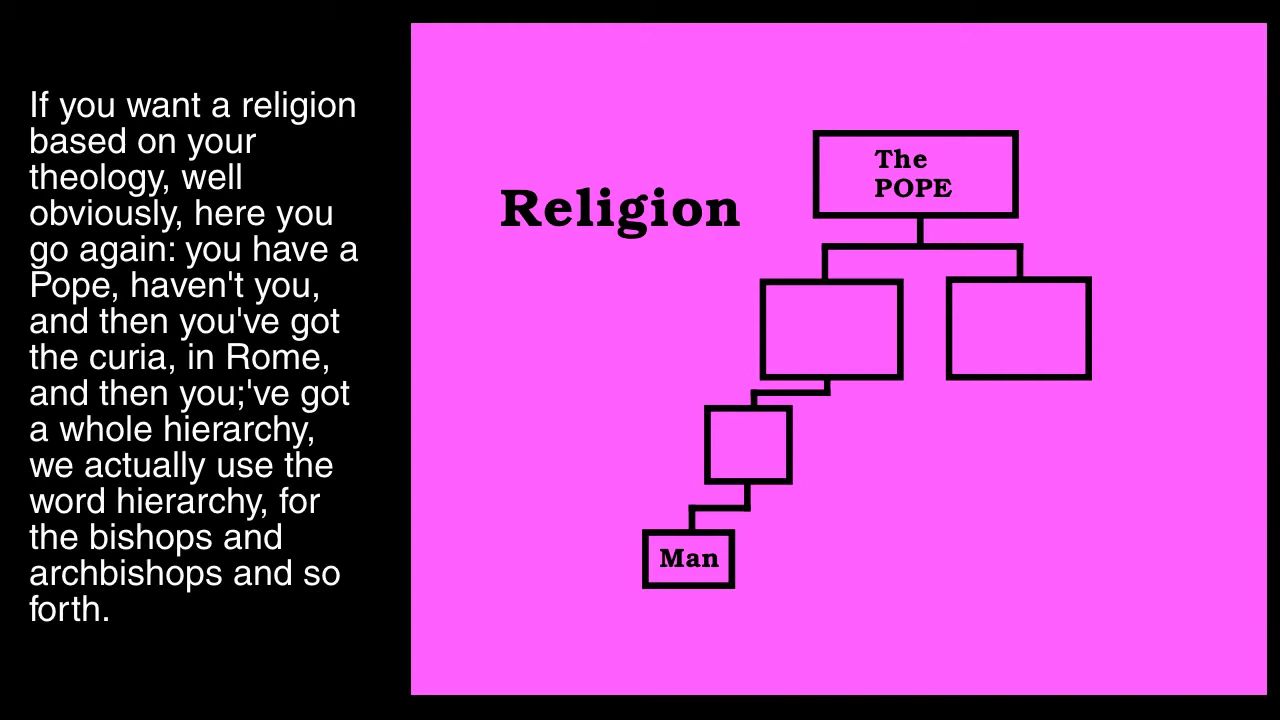 If you want a religion
based on your
theology, well
obviously, here you
go again: you have a
Pope, haven't you,
and then you've got
the curia, in Rome,
and then you;'ve got
a whole hierarchy,
we actually use the
word hierarchy, for
the bishops and
archbishops and so
forth.
Religion
The
POPE
Man